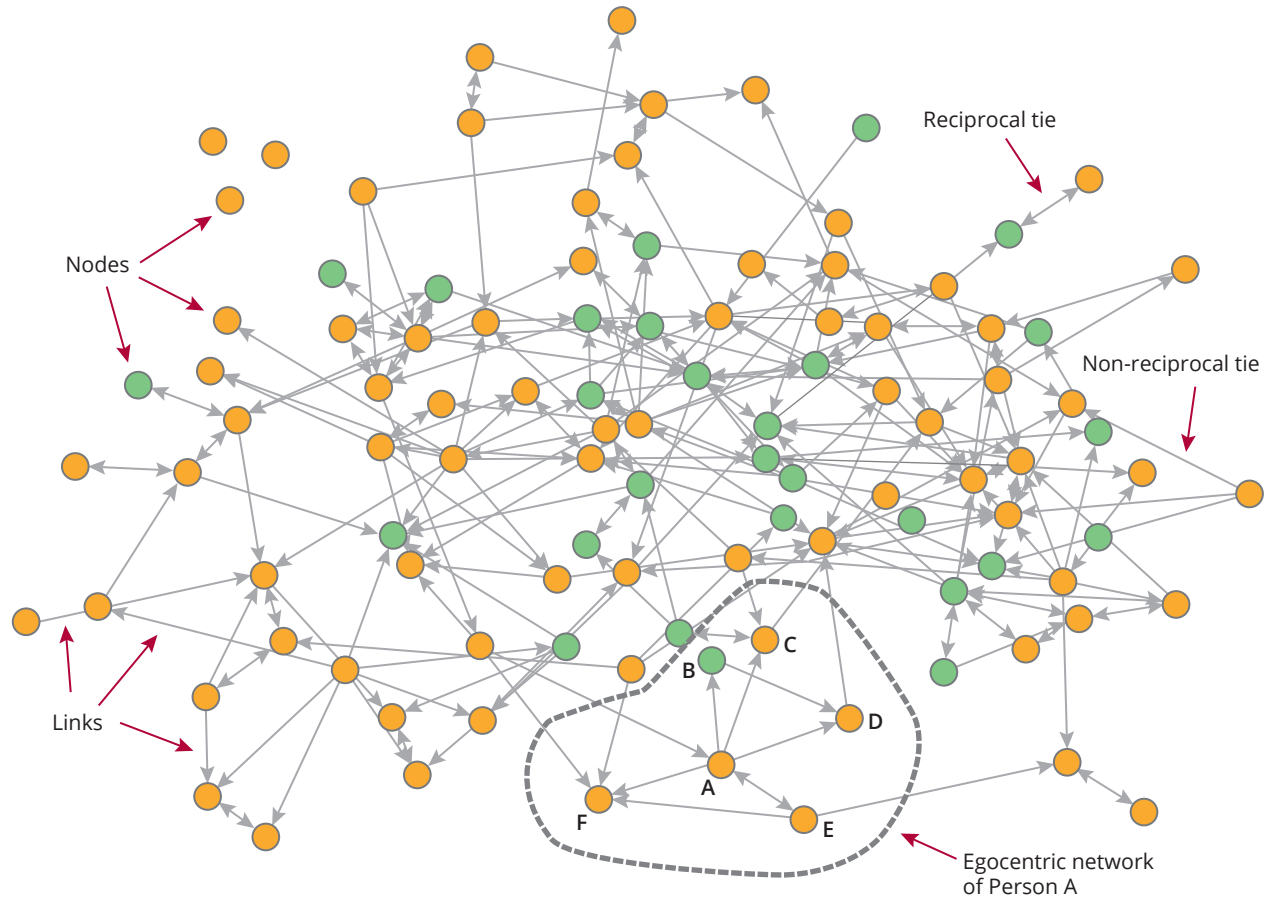 Reciprocal tie
Nodes
Non-reciprocal tie
C
B
Links
D
A
F
E
Egocentric network
of Person A